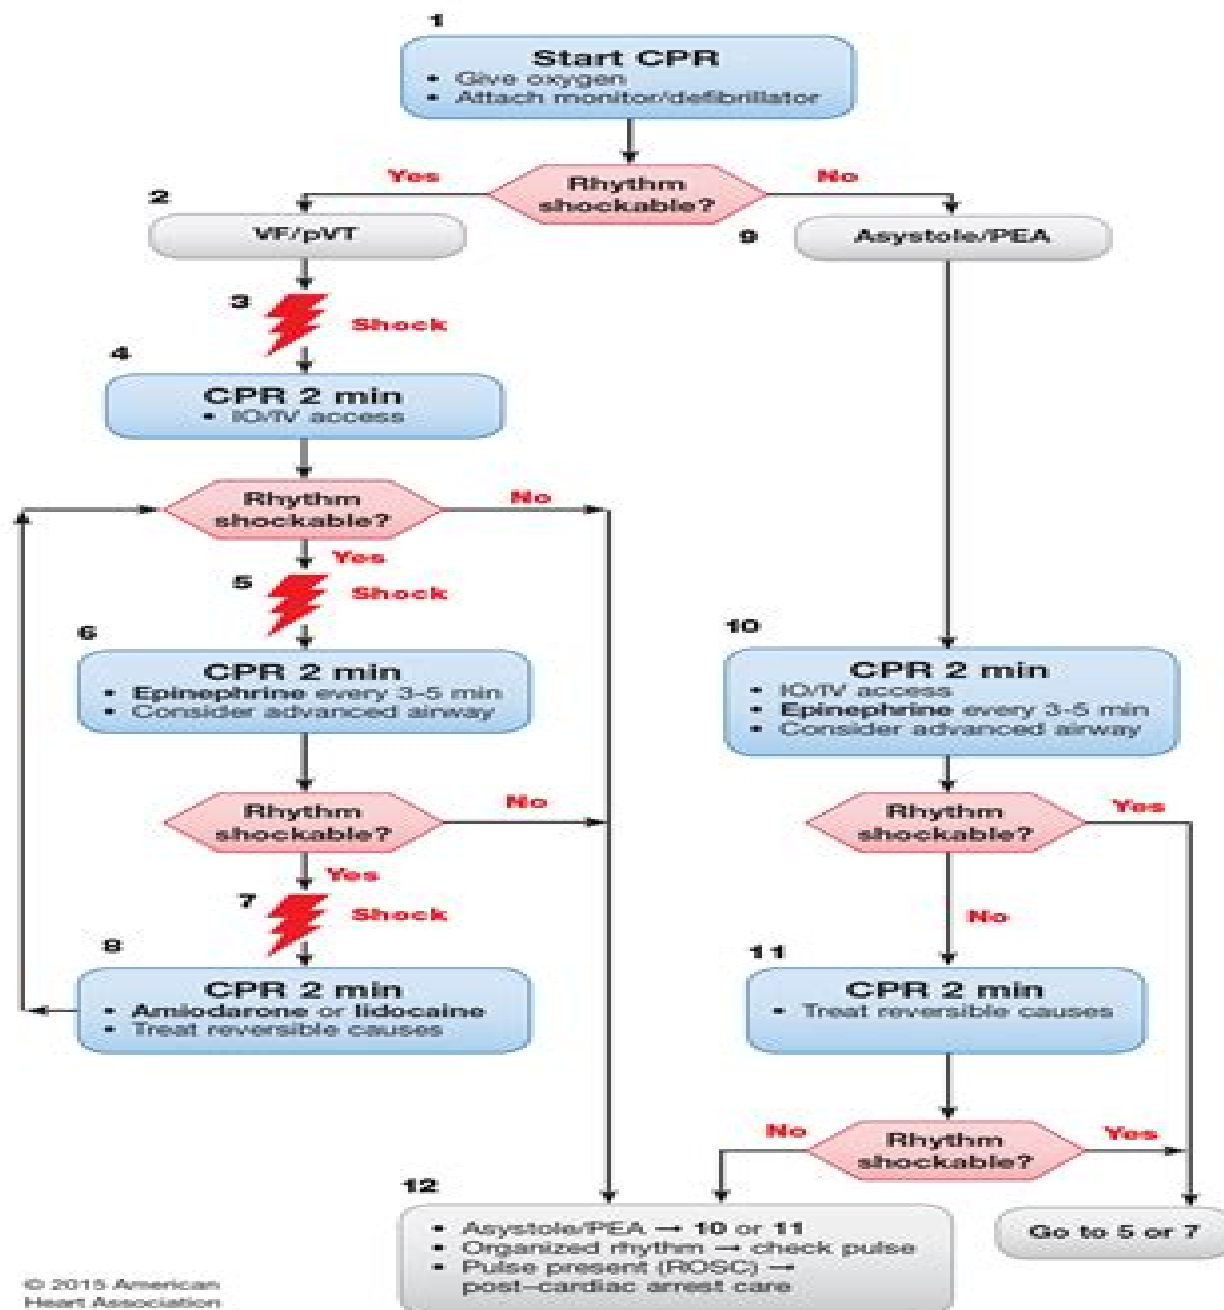 1
Start CPR
• Give oxygen
• Attach monitor/defibrillator
Yes
Rhythm
shockable?
No
2
VF/pVT
9
Asystole/PEA
3
Shock
4
CPR 2 min
• IO/IV access
Rhythm
shockable?
No
Yes
5
Shock
6
CPR 2 min
• Epinephrine every 3-5 min
• Consider advanced airway
10
CPR 2 min
• IO/IV access
• Epinephrine every 3-5 min
• Consider advanced airway
Rhythm
shockable?
No
Yes
Rhythm
shockable?
Yes
No
7
Shock
8
CPR 2 min
• Amiodarone or lidocaine
• Treat reversible causes
11
CPR 2 min
• Treat reversible causes
No
Rhythm
shockable?
Yes
12
• Asystole/PEA → 10 or 11
• Organized rhythm → check pulse
• Pulse present (ROSC) →
post–cardiac arrest care
Go to 5 or 7
© 2015 American
Heart Association